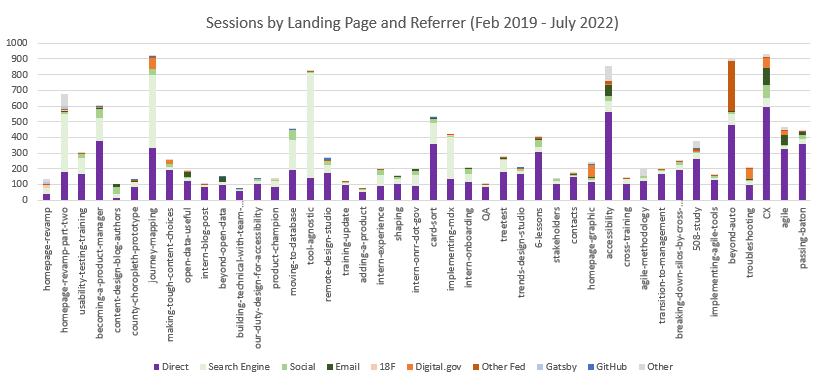 Sessions by Landing Page and Referrer (Feb 2019 - July 2022)
1000
900
800
700
600
500
400
300
200
100
0
homepage-revamp
homepage-revamp-part-two
usability-testing-training
becoming-a-product-manager
content-design-blog-authors
county-choropleth-prototype
journey-mapping
making-tough-content-choices
open-data-useful
intern-blog-post
beyond-open-data
building-technical-with-team-...
our-duty-design-for-accessibility
product-champion
moving-to-database
tool-agnostic
remote-design-studio
training-update
adding-a-product
intern-experience
shaping
intern-onrr-dot-gov
card-sort
implementing-mdx
intern-onboarding
QA
treetest
trends-design-studio
6-lessons
stakeholders
contacts
homepage-graphic
accessibility
cross-training
agile-methodology
transition-to-management
breaking-down-silos-by-cross-...
508-study
implementing-agile-tools
beyond-auto
troubleshooting
CX
agile
passing-baton
Direct Search Engine Social Email 18F Digital.gov Other Fed Gatsby GitHub Other